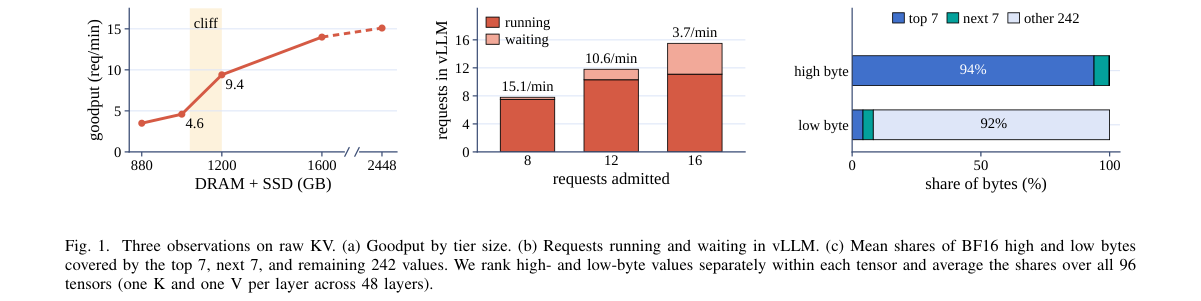 goodput (req/min)
15
10
5
0
cliff
9.4
4.6
880
1200
1600
2448
DRAM + SSD (GB)
requests in vLLM
16
12
8
4
0
running
waiting
15.1/min
10.6/min
3.7/min
8
12
16
requests admitted
top 7
next 7
other 242
high byte
94%
low byte
92%
0
50
100
share of bytes (%)
Fig. 1. Three observations on raw KV. (a) Goodput by tier size. (b) Requests running and waiting in vLLM. (c) Mean shares of BF16 high and low bytes
covered by the top 7, next 7, and remaining 242 values. We rank high- and low-byte values separately within each tensor and average the shares over all 96
tensors (one K and one V per layer across 48 layers).